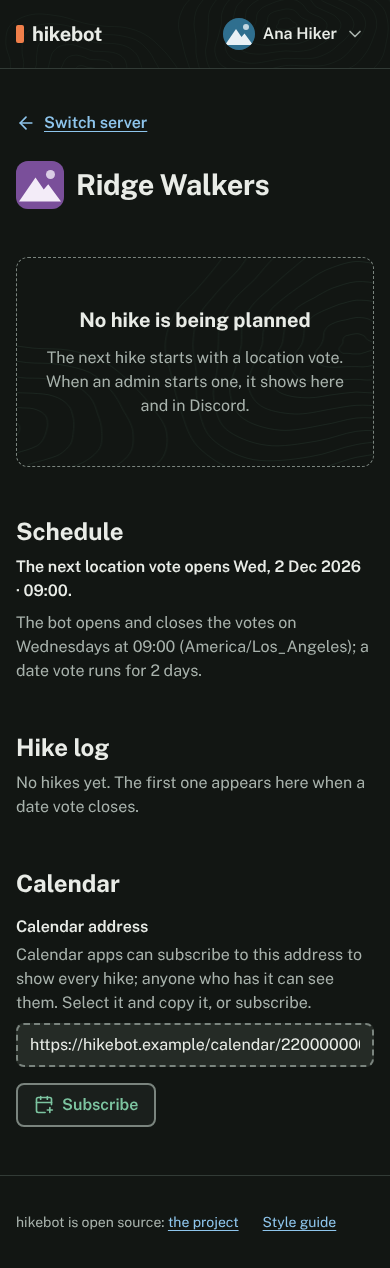 hikebot
Ana Hiker
Switch server
Ridge Walkers
No hike is being planned
The next hike starts with a location vote.
When an admin starts one, it shows here
and in Discord.
Schedule
The next location vote opens Wed, 2 Dec 2026
· 09:00.
The bot opens and closes the votes on
Wednesdays at 09:00 (America/Los_Angeles); a
date vote runs for 2 days.
Hike log
No hikes yet. The first one appears here when a
date vote closes.
Calendar
Calendar address
Calendar apps can subscribe to this address to
show every hike; anyone who has it can see
them. Select it and copy it, or subscribe.
https://hikebot.example/calendar/22000000
Subscribe
hikebot is open source: the project Style guide